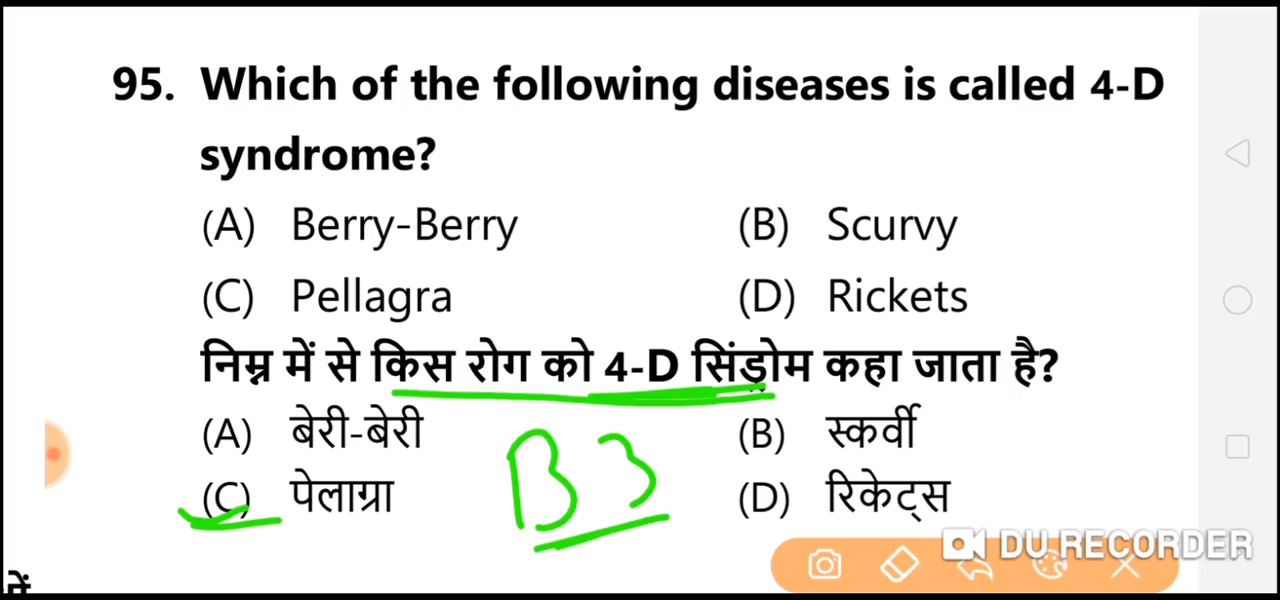 95. Which of the following diseases is called 4-D
syndrome?
(A) Berry-Berry (B) Scurvy
(C) Pellagra (D) Rickets
निम्न में से किस रोग को 4-D सिंड्रोम कहा जाता है?
(A) बेरी-बेरी (B) स्कर्वी
B3
(C) पेलाग्रा (D) रिकेट्स
DU RECORDER